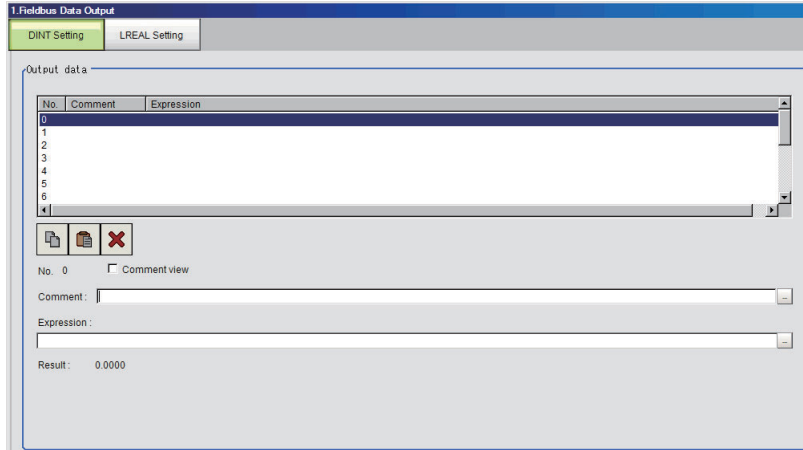 1.Fieldbus Data Output
DINT Setting LREAL Setting
Output data
No. Comment Expression
0
1
2
3
4
5
6
No. 0 Comment view
Comment : ...
Expression :
...
Result : 0.0000